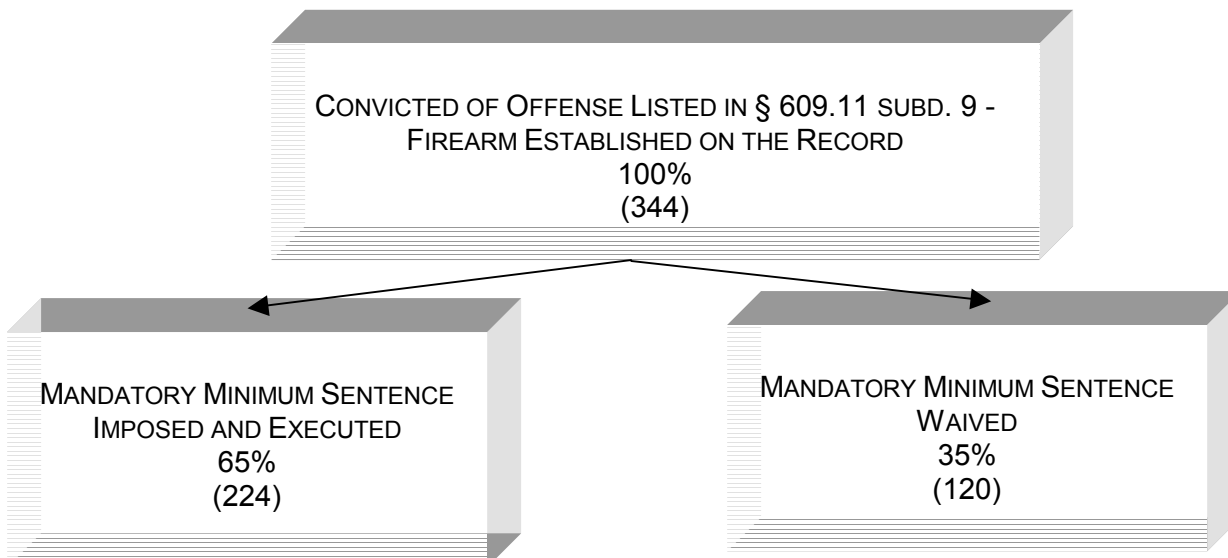 CONVICTED OF OFFENSE LISTED IN § 609.11 SUBD. 9 -
FIREARM ESTABLISHED ON THE RECORD
100%
(344)
MANDATORY MINIMUM SENTENCE
IMPOSED AND EXECUTED
65%
(224)
MANDATORY MINIMUM SENTENCE
WAIVED
35%
(120)